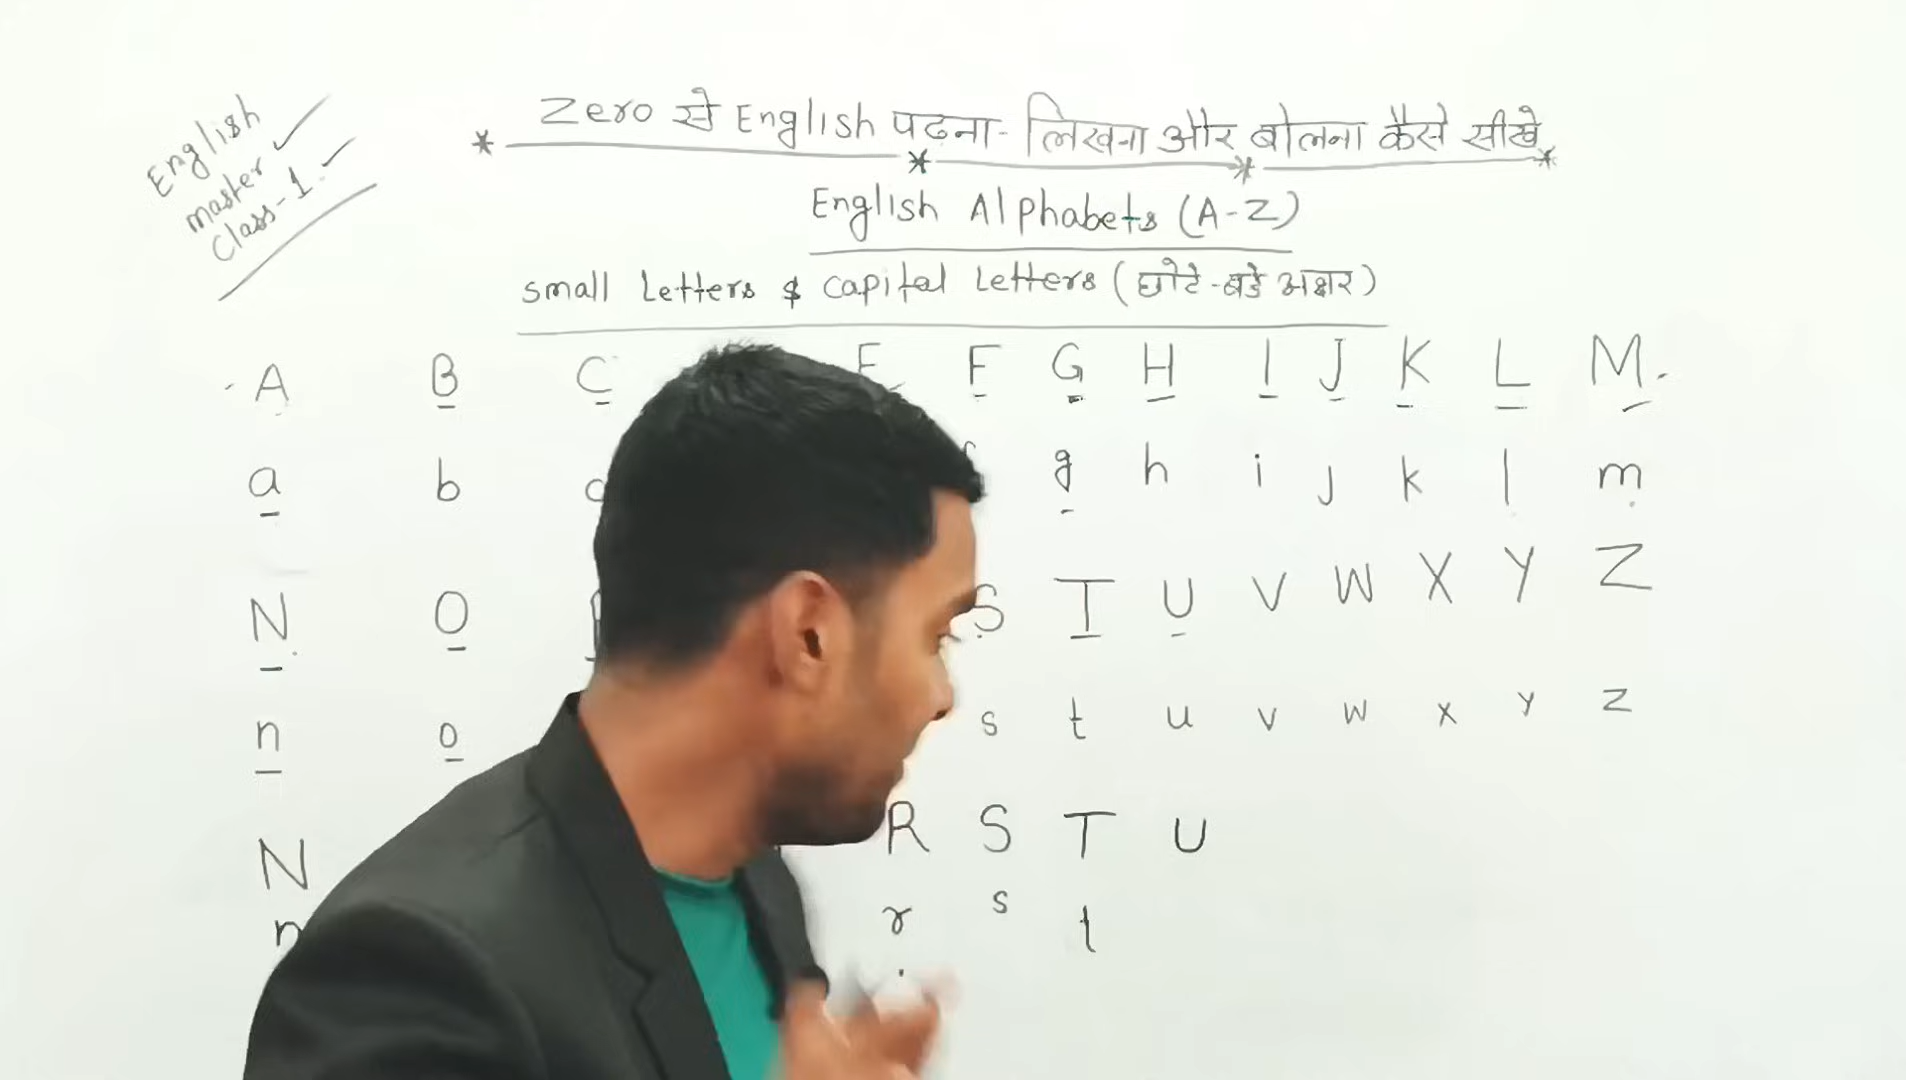 English
master
Class-1
Zero से English पढ़ना-लिखना और बोलना कैसे सीखे
English Alphabets (A-Z)
small Letters & capital Letters (छोटे-बड़े अक्षर)
A B C E F G H I J K L M
a b g h i j k l m
N O S T U V W X Y Z
n o s t u v w x y z
N R S T U
n r s t